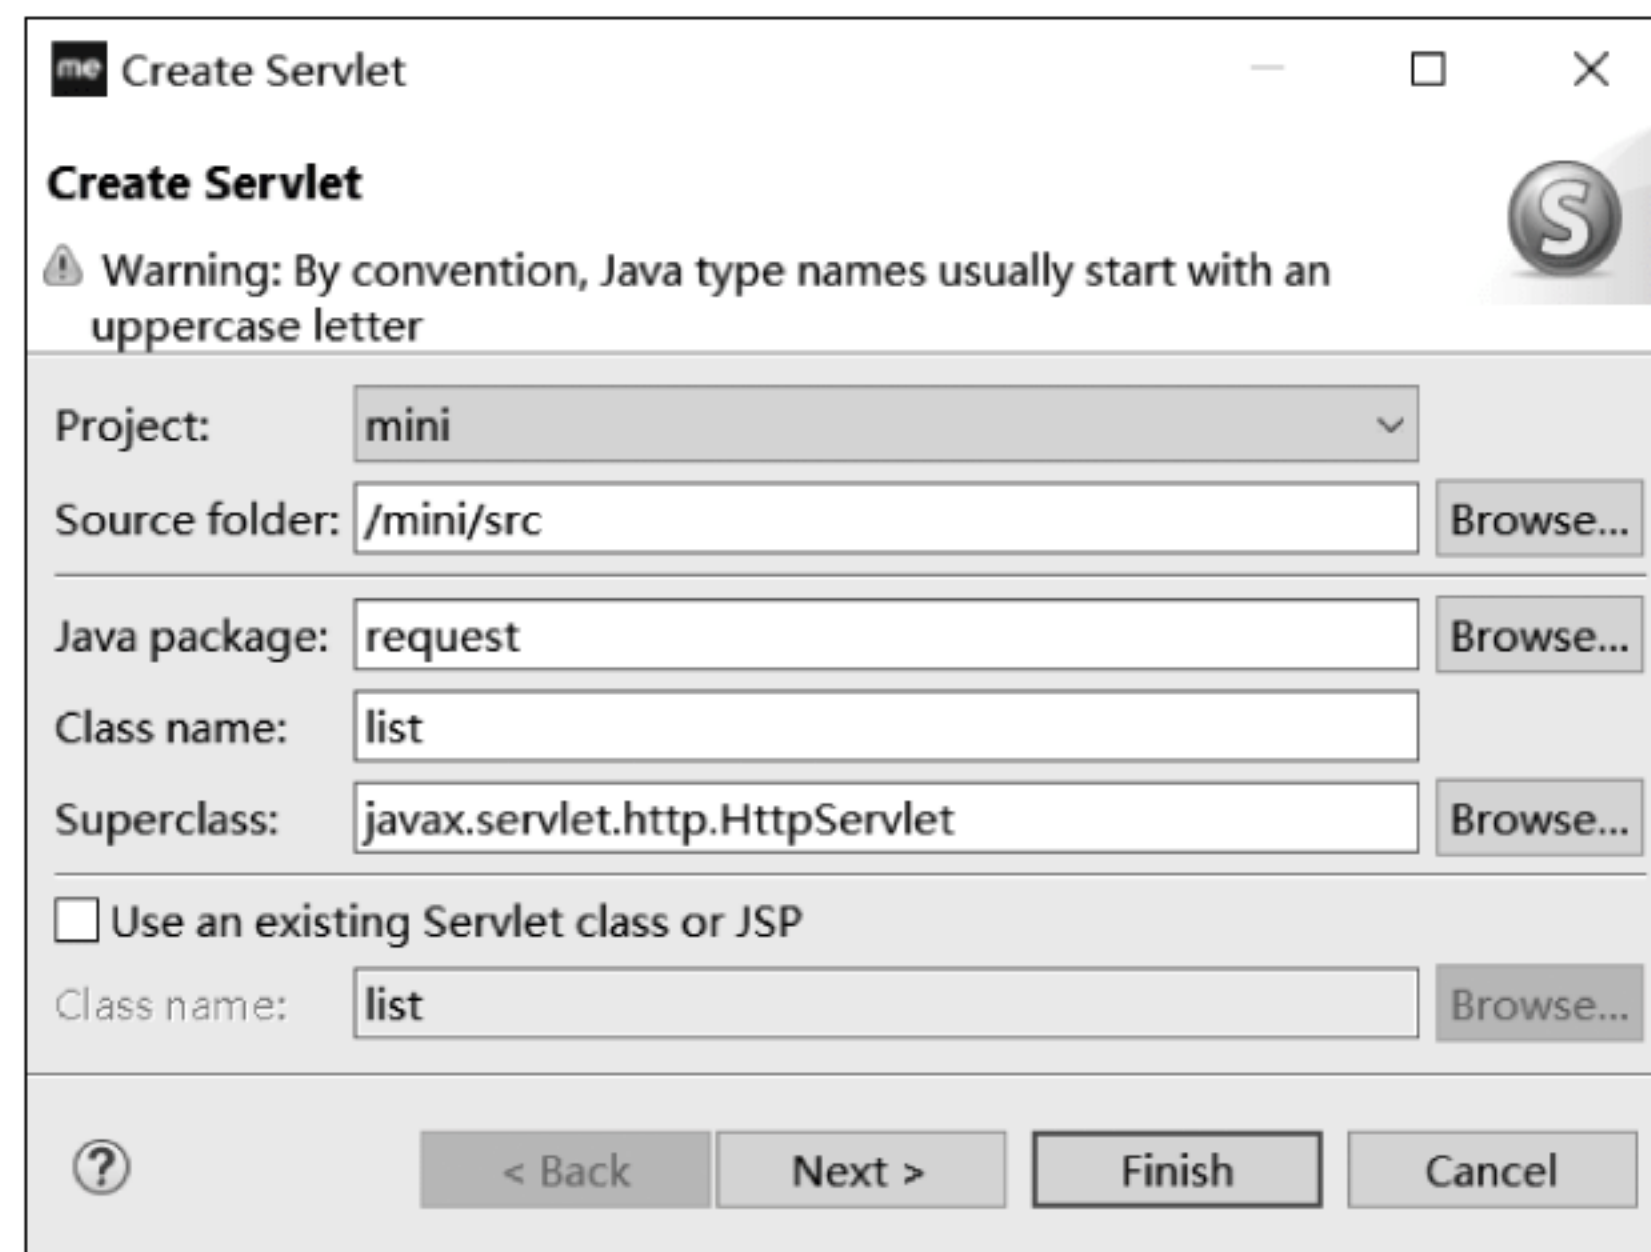 me Create Servlet
Create Servlet
S
Warning: By convention, Java type names usually start with an
uppercase letter
Project: mini
Source folder: /mini/src Browse...
Java package: request Browse...
Class name: list
Superclass: javax.servlet.http.HttpServlet Browse...
Use an existing Servlet class or JSP
Class name: list Browse...
? < Back Next > Finish Cancel